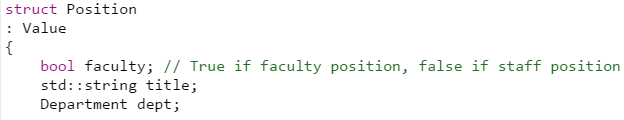 struct Position
: Value
{
    bool faculty; // True if faculty position, false if staff position
    std::string title;
    Department dept;